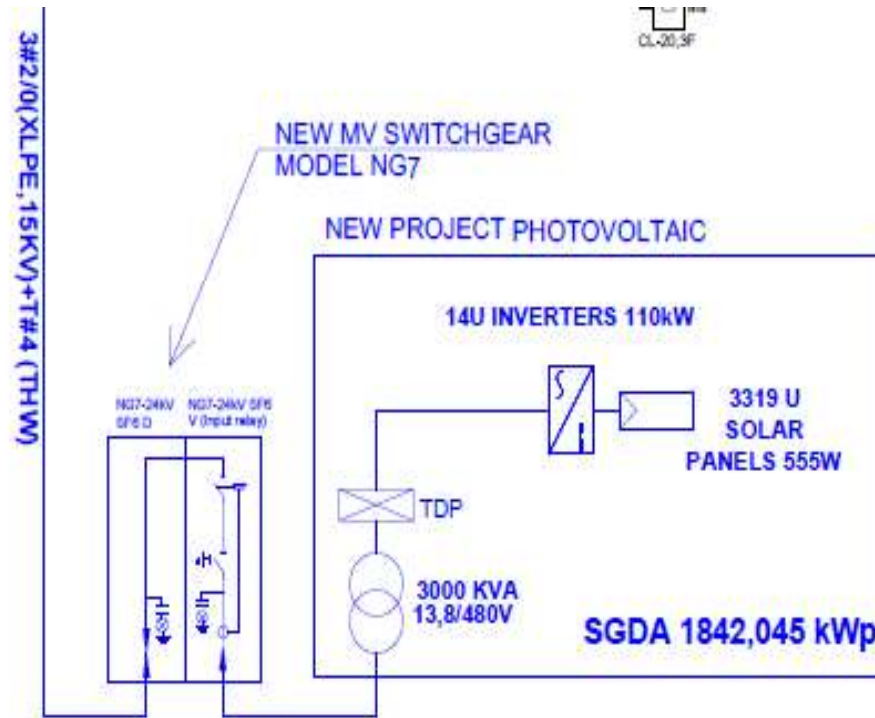 CL-20,3F
3#2/0(XLPE,15KV)+T#4 (THW)
NEW MV SWITCHGEAR
MODEL NG7
NEW PROJECT PHOTOVOLTAIC
14U INVERTERS 110kW
NG7-24kV
SF6 D
NG7-24kV SF6
V (Input relay)
3319 U
SOLAR
PANELS 555W
TDP
3000 KVA
13,8/480V
SGDA 1842,045 kWp